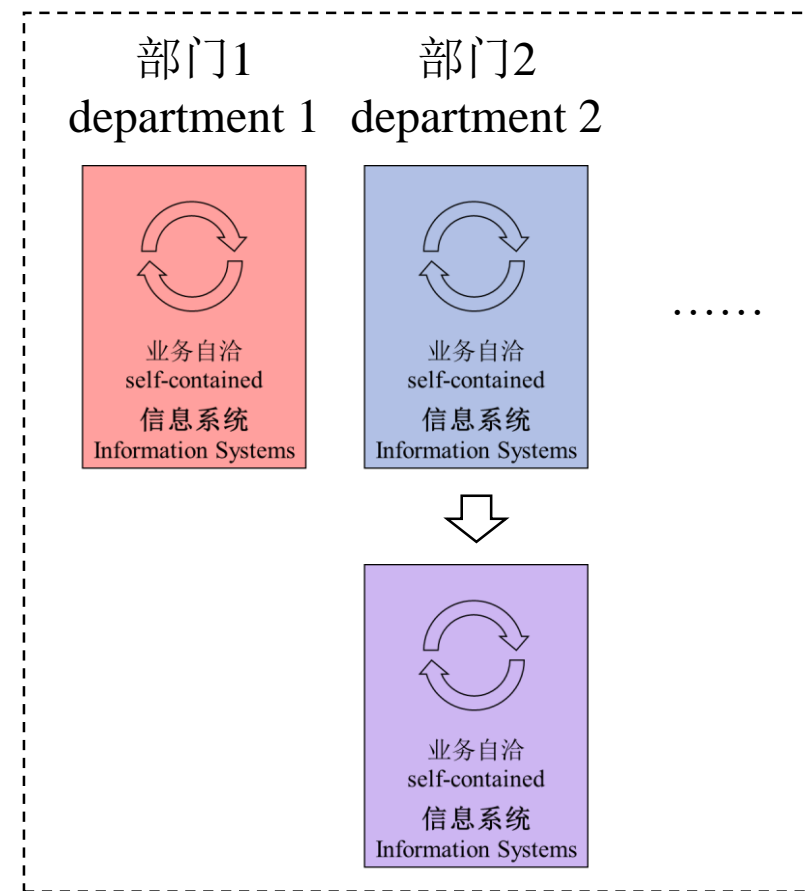 部门1
department 1
部门2
department 2
业务自洽
self-contained
信息系统
Information Systems
业务自洽
self-contained
信息系统
Information Systems
……
业务自洽
self-contained
信息系统
Information Systems